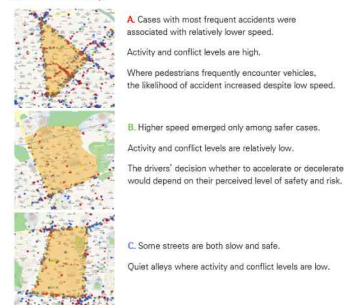 A. Cases with most frequent accidents were
associated with relatively lower speed.
Activity and conflict levels are high.
Where pedestrians frequently encounter vehicles,
the likelihood of accident increased despite low speed.
B. Higher speed emerged only among safer cases.
Activity and conflict levels are relatively low.
The drivers' decision whether to accelerate or decelerate
would depend on their perceived level of safety and risk.
C. Some streets are both slow and safe.
Quiet alleys where activity and conflict levels are low.